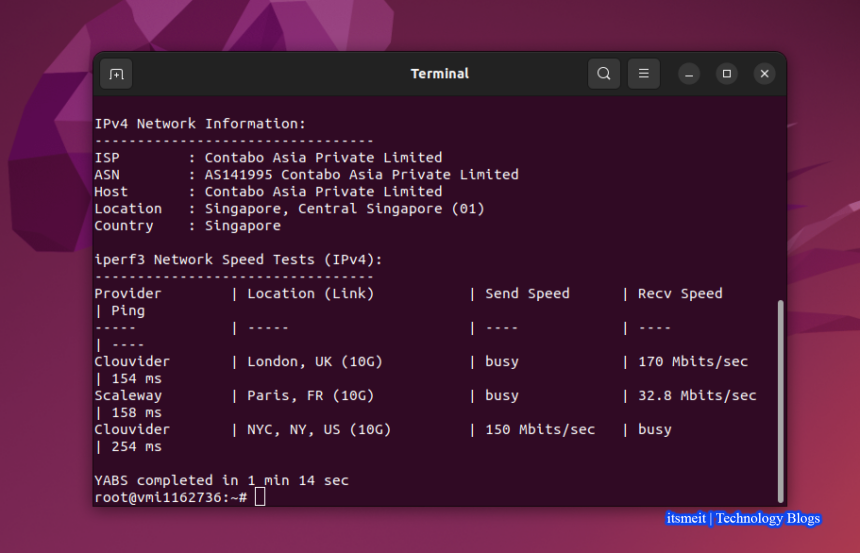 Terminal
IPv4 Network Information:
---------------------------------
ISP        : Contabo Asia Private Limited
ASN        : AS141995 Contabo Asia Private Limited
Host       : Contabo Asia Private Limited
Location   : Singapore, Central Singapore (01)
Country    : Singapore
iperf3 Network Speed Tests (IPv4):
---------------------------------
Provider        | Location (Link)           | Send Speed      | Recv Speed
| Ping
-----           | -----                     | ----            | ----
| ----
Clouvider       | London, UK (10G)          | busy            | 170 Mbits/sec
| 154 ms
Scaleway        | Paris, FR (10G)           | busy            | 32.8 Mbits/sec
| 158 ms
Clouvider       | NYC, NY, US (10G)         | 150 Mbits/sec   | busy
| 254 ms
YABS completed in 1 min 14 sec
root@vmi1162736:~#
itsmeit | Technology Blogs